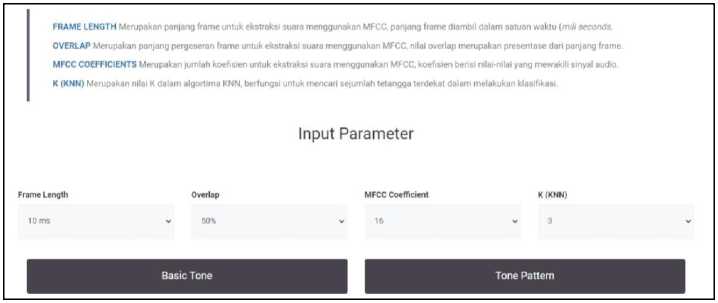 FRAME LENGTH Merupakan panjang frame untuk ekstraksi suara menggunakan MFCC, panjang frame diambil dalam satuan waktu (mili seconds.
OVERLAP Merupakan panjang pergeseran frame untuk ekstraksi suara menggunakan MFCC, nilai overlap merupakan presentase dari panjang frame.
MFCC COEFFICIENTS Merupakan jumlah koefisien untuk ekstraksi suara menggunakan MFCC, koefisien berisi nilai-nilai yang mewakili sinyal audio.
K (KNN) Merupakan nilai K dalam algortima KNN, berfungsi untuk mencari sejumlah tetangga terdekat dalam melakukan klasifikasi.
Input Parameter
Frame Length Overlap MFCC Coefficient K (KNN)
10 ms 50% 16 3
Basic Tone Tone Pattern